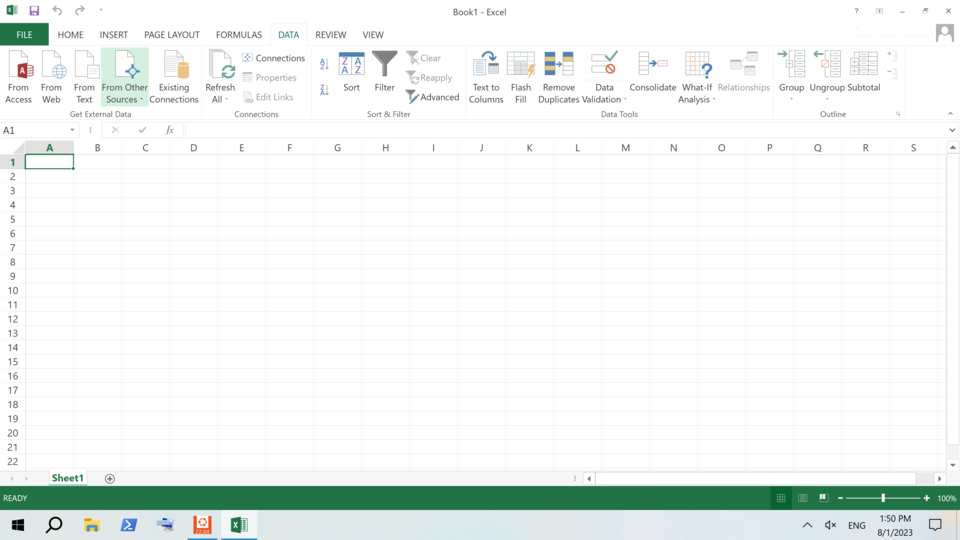 Book1 - Excel
FILE HOME INSERT PAGE LAYOUT FORMULAS DATA REVIEW VIEW
From Access
From Web
From Text
From Other Sources
Existing Connections
Get External Data
Refresh All
Connections
Properties
Edit Links
Connections
Sort
Filter
Clear
Reapply
Advanced
Sort & Filter
Text to Columns
Flash Fill
Remove Duplicates
Data Validation
Consolidate
What-If Analysis
Relationships
Data Tools
Group
Ungroup
Subtotal
Outline
A1
fx
A B C D E F G H I J K L M N O P Q R S
1
2
3
4
5
6
7
8
9
10
11
12
13
14
15
16
17
18
19
20
21
22
Sheet1
READY
100%
22.04
ENG
1:50 PM
8/1/2023